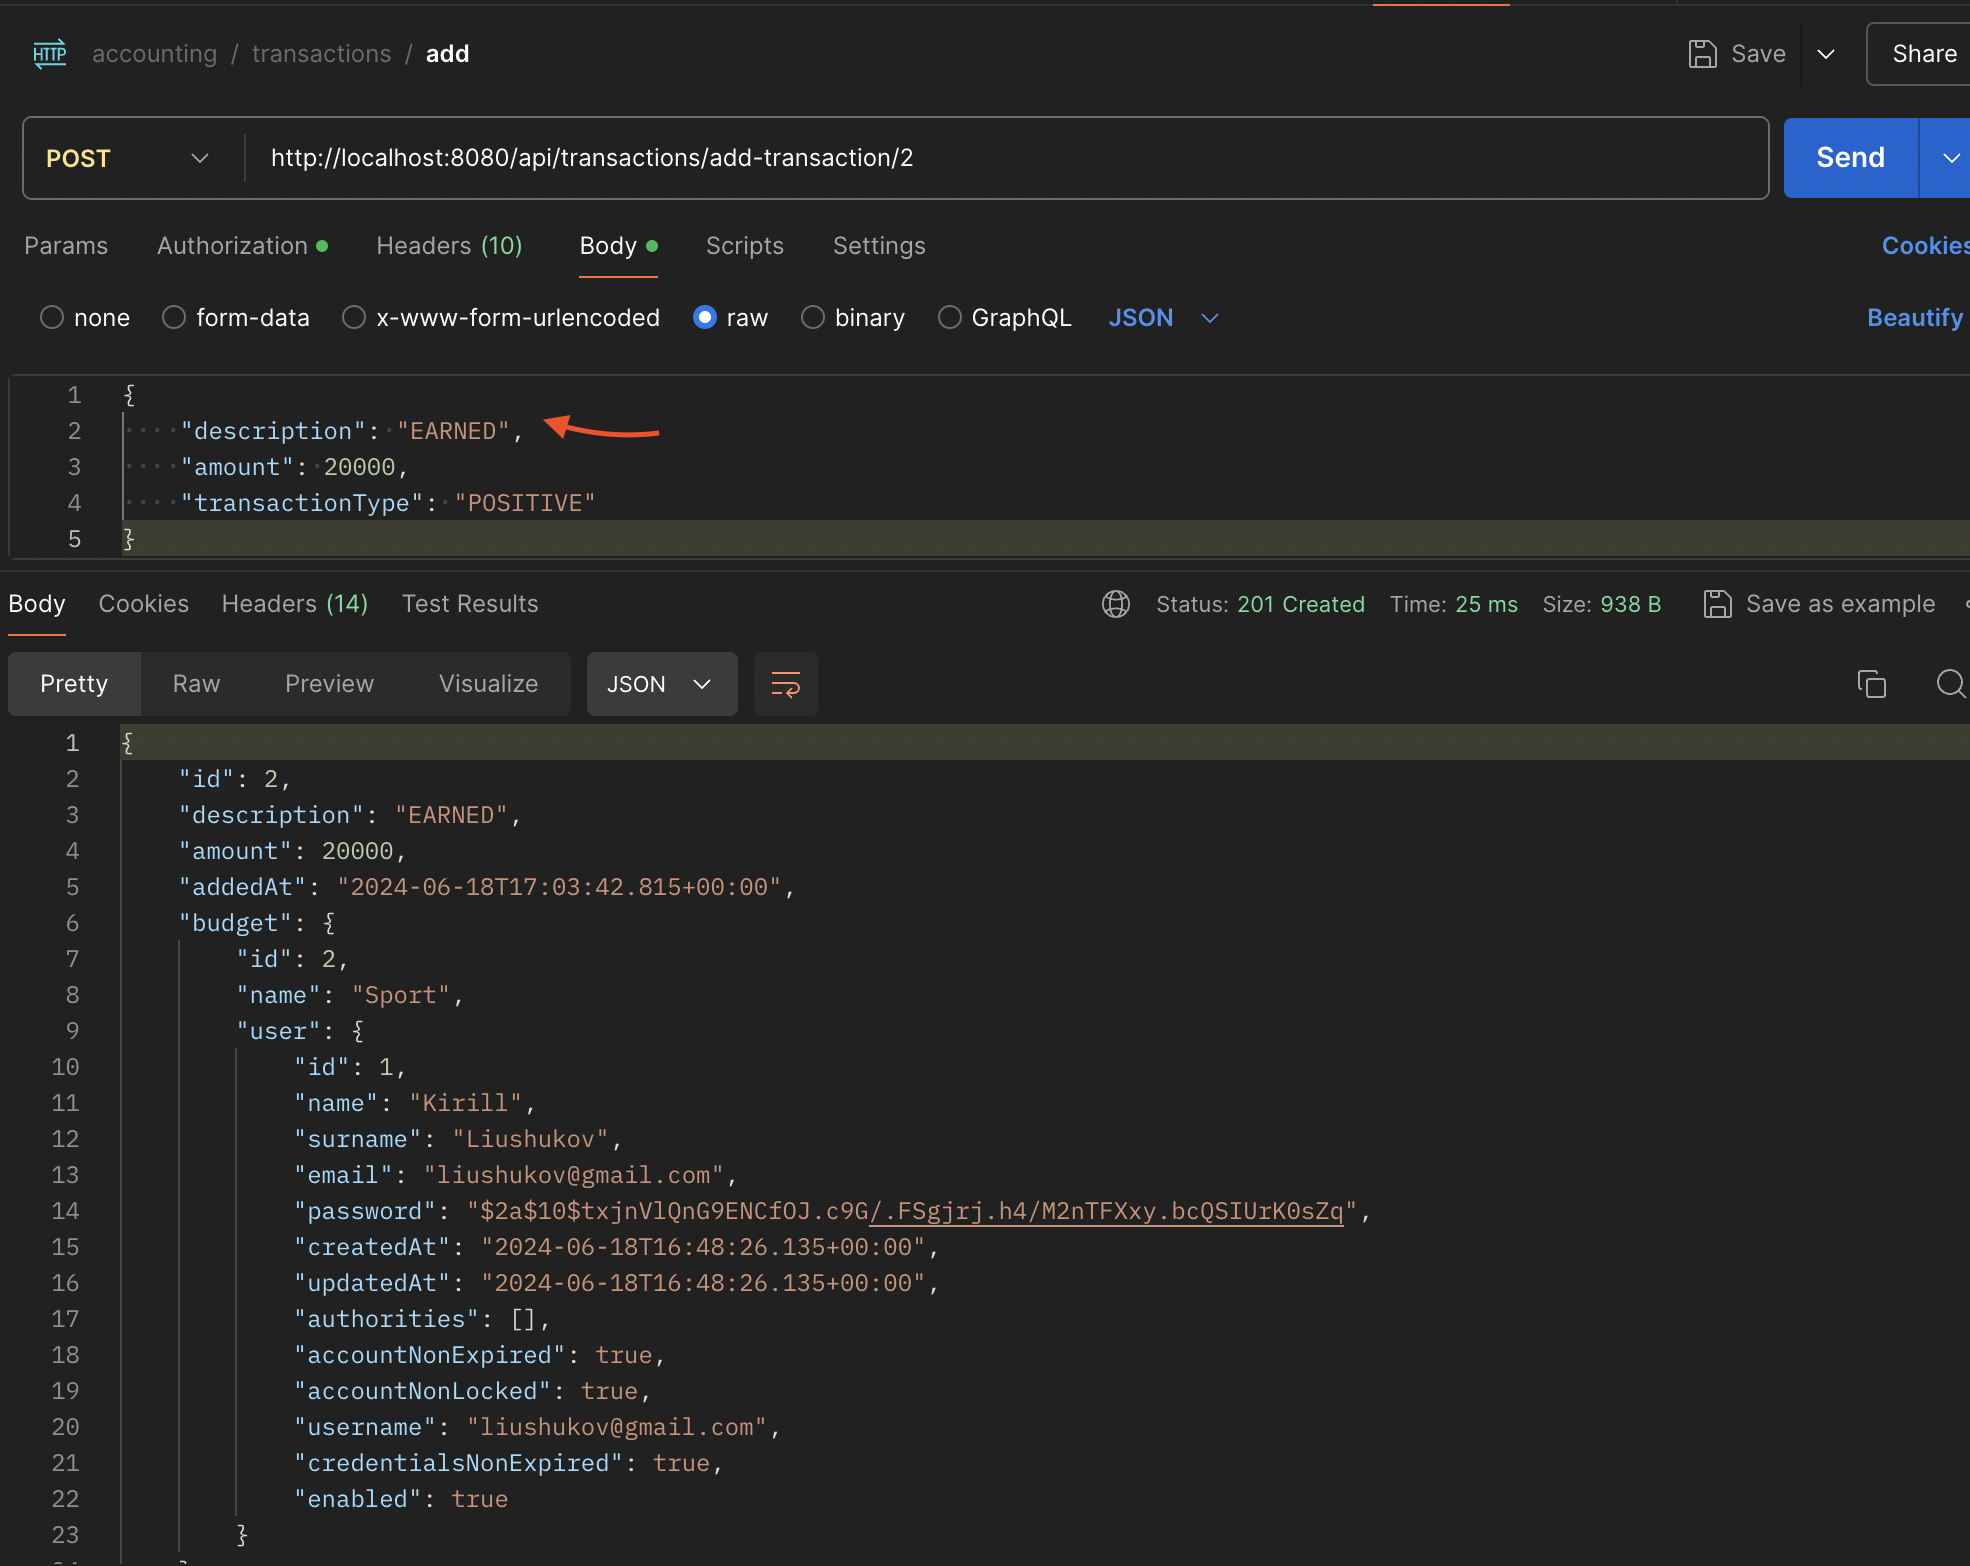 HTTP accounting / transactions / add Save Share
POST http://localhost:8080/api/transactions/add-transaction/2 Send
Params Authorization Headers (10) Body Scripts Settings Cookies
none form-data x-www-form-urlencoded raw binary GraphQL JSON Beautify
1 {
2 "description": "EARNED",
3 "amount": 20000,
4 "transactionType": "POSITIVE"
5 }
Body Cookies Headers (14) Test Results Status: 201 Created Time: 25 ms Size: 938 B Save as example
Pretty Raw Preview Visualize JSON
1 {
2 "id": 2,
3 "description": "EARNED",
4 "amount": 20000,
5 "addedAt": "2024-06-18T17:03:42.815+00:00",
6 "budget": {
7 "id": 2,
8 "name": "Sport",
9 "user": {
10 "id": 1,
11 "name": "Kirill",
12 "surname": "Liushukov",
13 "email": "liushukov@gmail.com",
14 "password": "$2a$10$txjnVlQnG9ENCfOJ.c9G/.FSgjrj.h4/M2nTFXxy.bcQSIUrK0sZq",
15 "createdAt": "2024-06-18T16:48:26.135+00:00",
16 "updatedAt": "2024-06-18T16:48:26.135+00:00",
17 "authorities": [],
18 "accountNonExpired": true,
19 "accountNonLocked": true,
20 "username": "liushukov@gmail.com",
21 "credentialsNonExpired": true,
22 "enabled": true
23 }